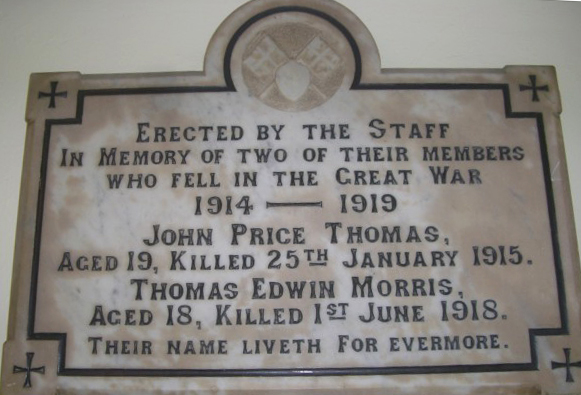 Erected by the Staff
In Memory of two of their members
who fell in the Great War
1914 — 1919
John Price Thomas,
Aged 19, Killed 25th January 1915.
Thomas Edwin Morris,
Aged 18, Killed 1st June 1918.
Their name liveth for evermore.